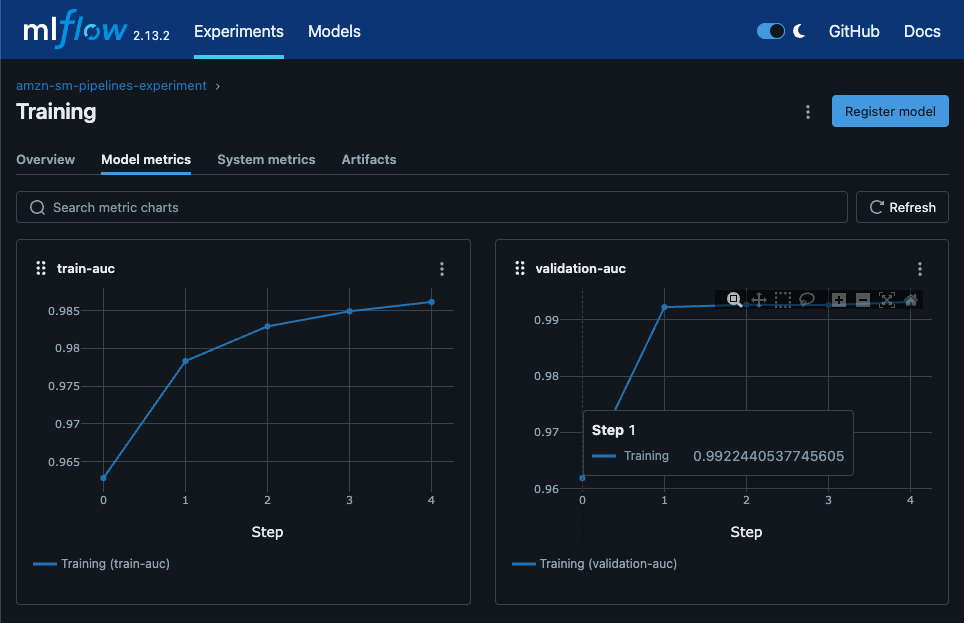 mlflow 2.13.2 Experiments Models GitHub Docs
amzn-sm-pipelines-experiment ›
Training
Register model
Overview Model metrics System metrics Artifacts
Search metric charts
Refresh
train-auc
0.985
0.98
0.975
0.97
0.965
0 1 2 3 4
Step
Training (train-auc)
validation-auc
0.99
0.98
0.97
0.96
Step 1
Training 0.9922440537745605
0 1 2 3 4
Step
Training (validation-auc)